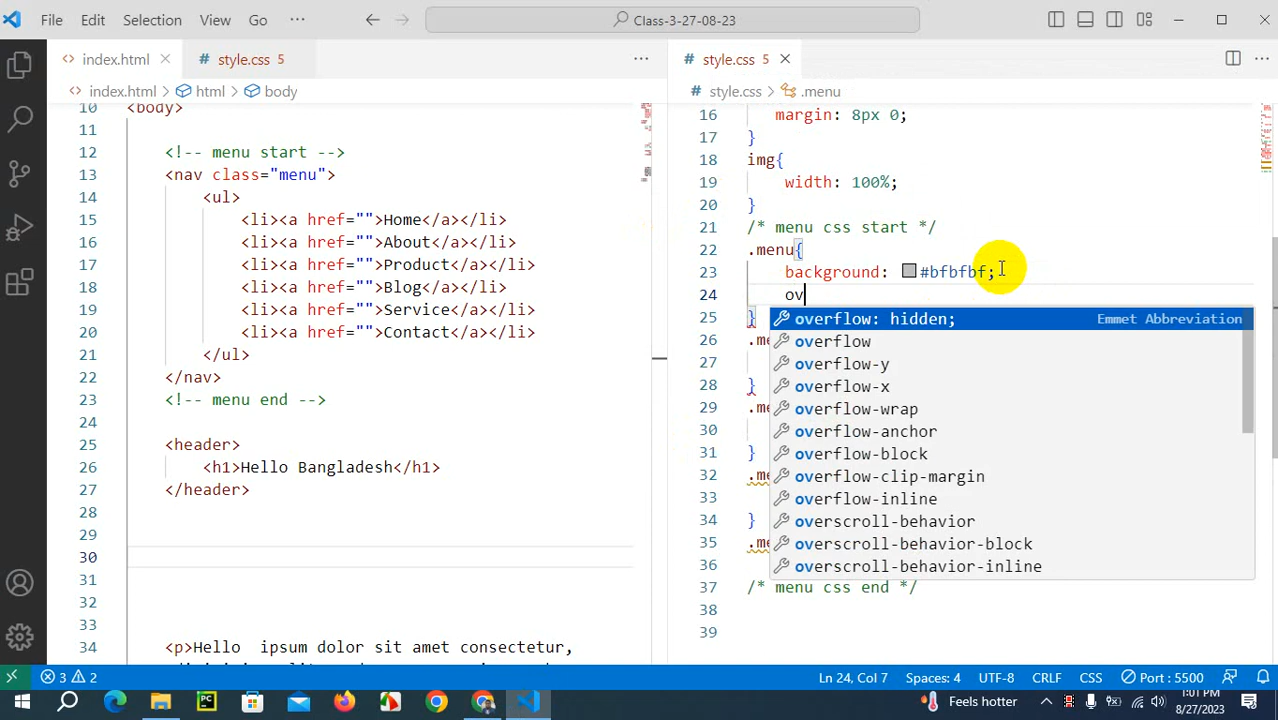 File Edit Selection View Go ··· Class-3-27-08-23
index.html style.css 5 ···
index.html > html > body
10 <body>
11
12 <!-- menu start -->
13 <nav class="menu">
14 <ul>
15 <li><a href="">Home</a></li>
16 <li><a href="">About</a></li>
17 <li><a href="">Product</a></li>
18 <li><a href="">Blog</a></li>
19 <li><a href="">Service</a></li>
20 <li><a href="">Contact</a></li>
21 </ul>
22 </nav>
23 <!-- menu end -->
24
25 <header>
26 <h1>Hello Bangladesh</h1>
27 </header>
28
29
30
31
32
33
34 <p>Hello  ipsum dolor sit amet consectetur,
style.css 5 ···
style.css > .menu
16 margin: 8px 0;
17 }
18 img{
19 width: 100%;
20 }
21 /* menu css start */
22 .menu{
23 background: #bfbfbf;
24 ov
25 }
26 .me
27
28 }
29 .me
30
31 }
32 .me
33
34 }
35 .me
36
37 /* menu css end */
38
39
overflow: hidden; Emmet Abbreviation
overflow
overflow-y
overflow-x
overflow-wrap
overflow-anchor
overflow-block
overflow-clip-margin
overflow-inline
overscroll-behavior
overscroll-behavior-block
overscroll-behavior-inline
3 2 Ln 24, Col 7 Spaces: 4 UTF-8 CRLF CSS Port : 5500
PC Feels hotter 1:01 PM
8/27/2023